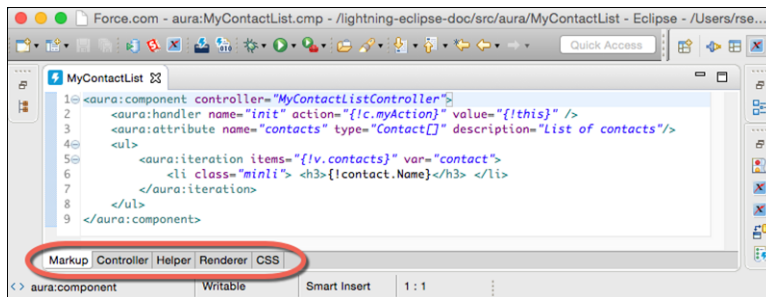 Force.com - aura:MyContactList.cmp - /lightning-eclipse-doc/src/aura/MyContactList - Eclipse - /Users/rse...
Quick Access
MyContactList
1 <aura:component controller="MyContactListController">
2 <aura:handler name="init" action="{!c.myAction}" value="{!this}" />
3 <aura:attribute name="contacts" type="Contact[]" description="List of contacts"/>
4 <ul>
5 <aura:iteration items="{!v.contacts}" var="contact">
6 <li class="minli"> <h3>{!contact.Name}</h3> </li>
7 </aura:iteration>
8 </ul>
9 </aura:component>
Markup Controller Helper Renderer CSS
<> aura:component Writable Smart Insert 1 : 1